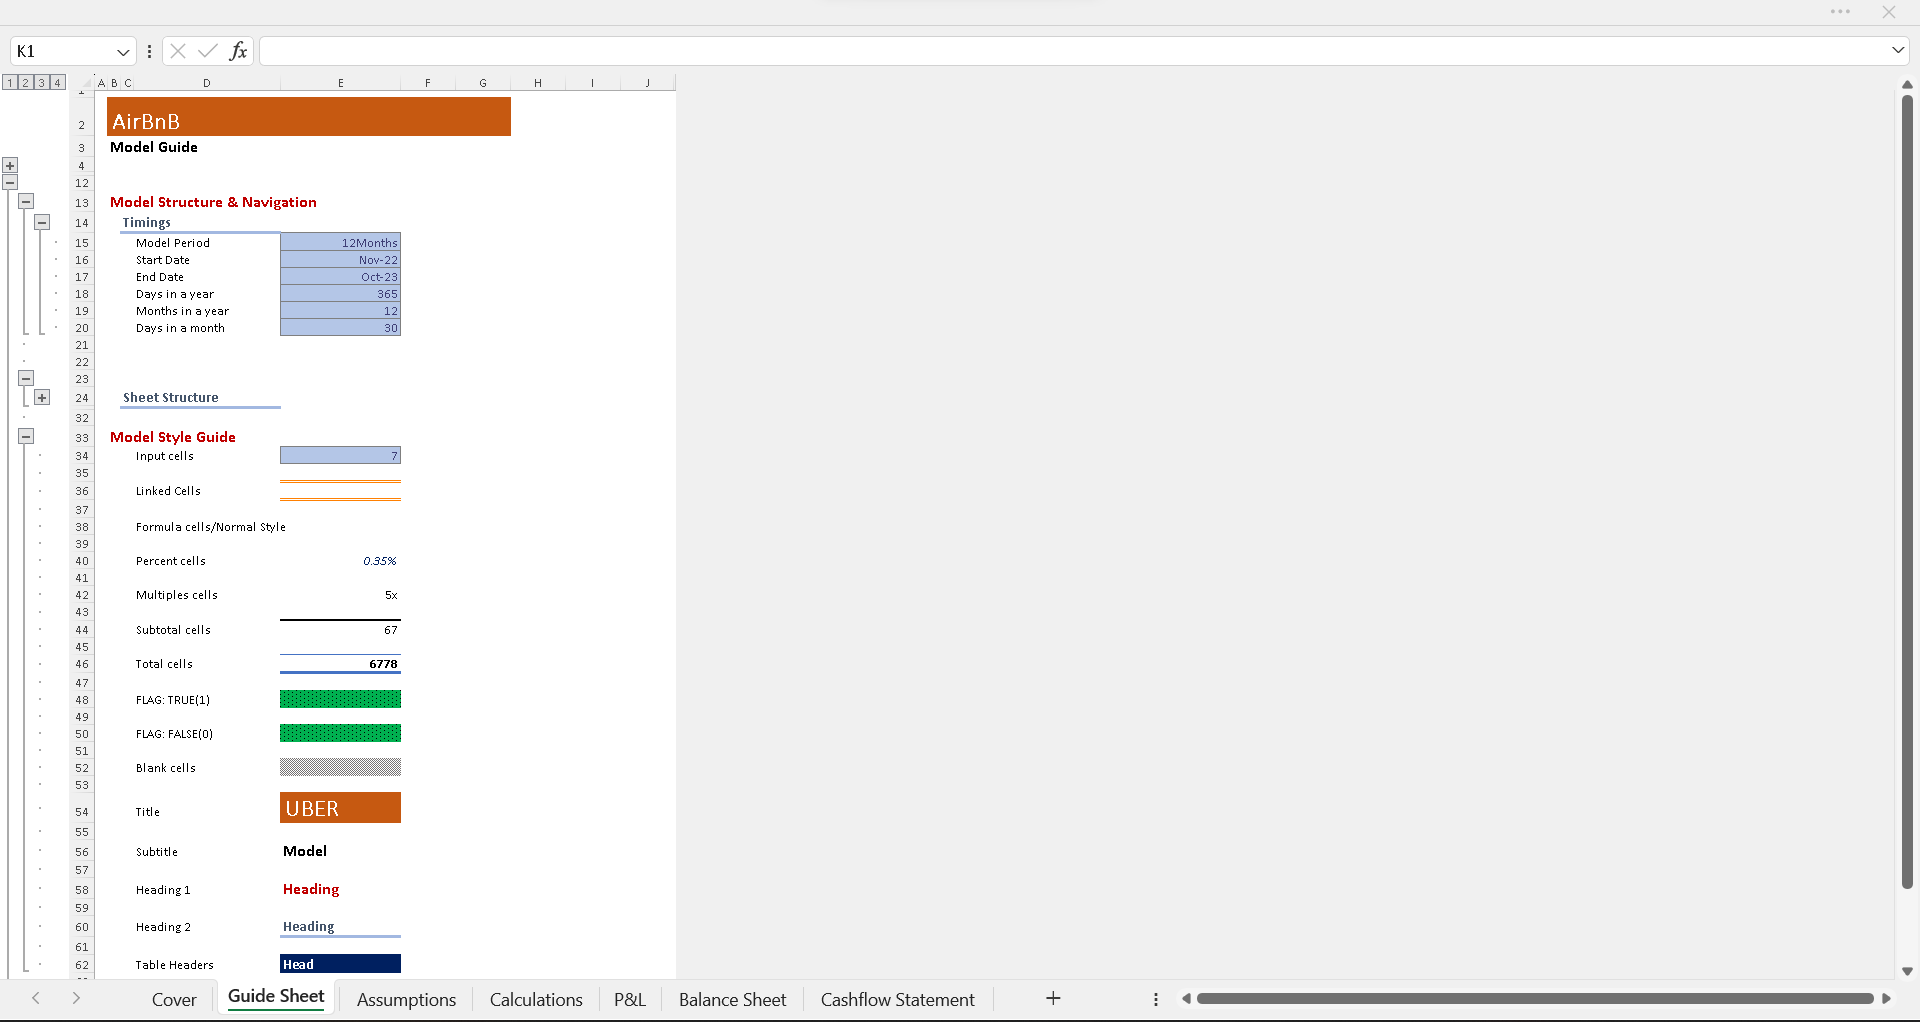 K1
fx
1 2 3 4
A B C D E F G H I J
1
2 AirBnB
3 Model Guide
4
12
13 Model Structure & Navigation
14 Timings
15 Model Period 12Months
16 Start Date Nov-22
17 End Date Oct-23
18 Days in a year 365
19 Months in a year 12
20 Days in a month 30
21
22
23
24 Sheet Structure
32
33 Model Style Guide
34 Input cells 7
35
36 Linked Cells
37
38 Formula cells/Normal Style
39
40 Percent cells 0.35%
41
42 Multiples cells 5x
43
44 Subtotal cells 67
45
46 Total cells 6778
47
48 FLAG: TRUE(1)
49
50 FLAG: FALSE(0)
51
52 Blank cells
53
54 Title UBER
55
56 Subtitle Model
57
58 Heading 1 Heading
59
60 Heading 2 Heading
61
62 Table Headers Head
Cover Guide Sheet Assumptions Calculations P&L Balance Sheet Cashflow Statement